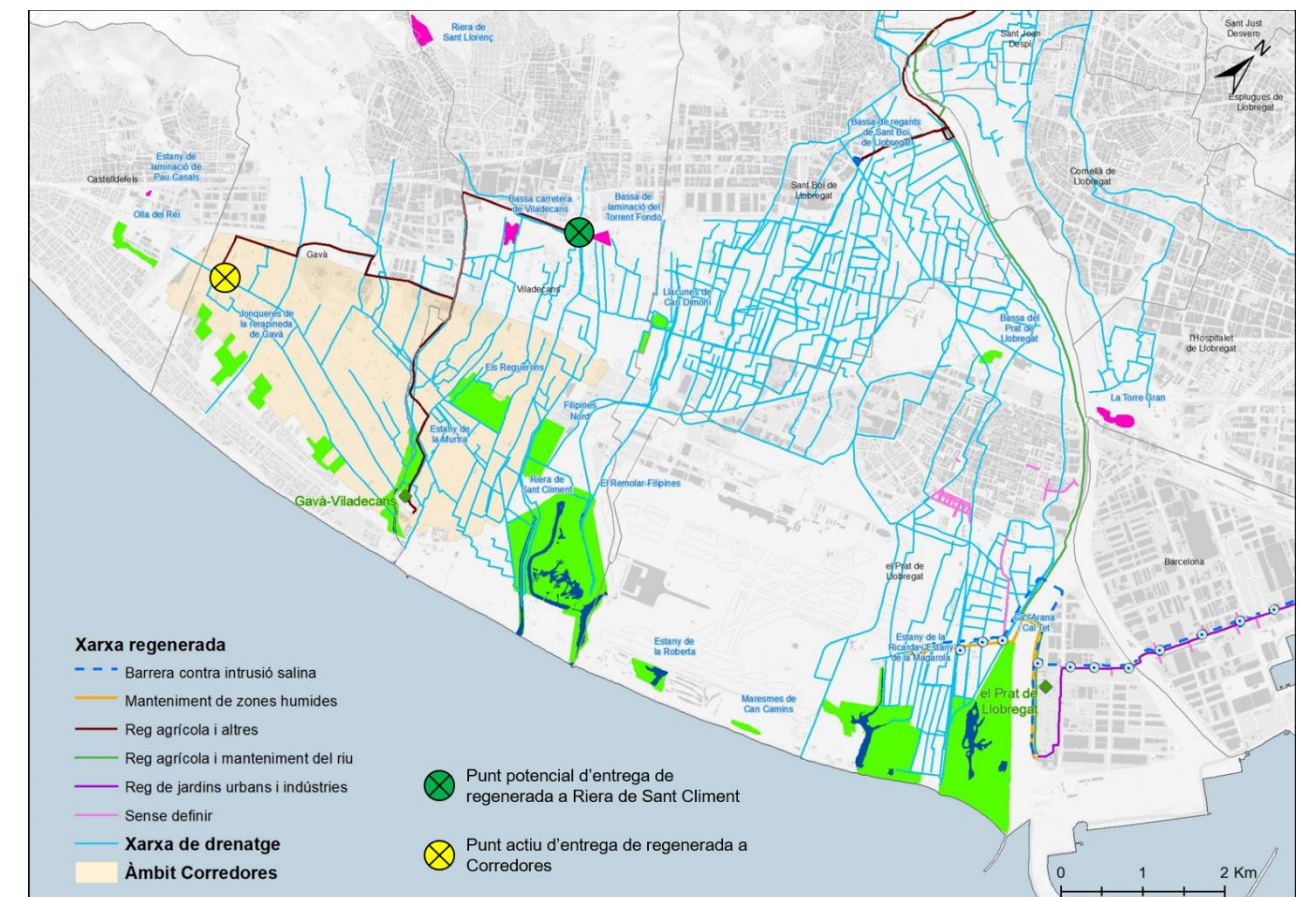 Riera de
Sant Llorenç
Sant Just
Desvern
Sant Joan
Despí
N
Esplugues de
Llobregat
Bassa de regants
de Sant Boi
de Llobregat
Estany de
laminació de
Pau Casals
Castelldefels
Cornellà de
Llobregat
Sant Boi de
Llobregat
Bassa carretera
de Viladecans
Bassa de
laminació del
Torrent Fondo
Olla del Rei
Gavà
Viladecans
Llacunes de
Can Dimoni
Jonqueres de
la Ierapineda
de Gavà
Bassa del
Prat de
Llobregat
l'Hospitalet
de Llobregat
Els Reguerons
La Torre Gran
Filipines
Nord
Estany de
la Murtra
Riera de
Sant Climent
El Remolar-Filipines
Gavà-Viladecans
Barcelona
el Prat de
Llobregat
Ca l'Arana
i Cal Tet
Estany de la
Ricarda i Estany
de la Magarola
Estany de
la Roberta
Maresmes de
Can Camins
el Prat de
Llobregat
Xarxa regenerada
Barrera contra intrusió salina
Manteniment de zones humides
Reg agrícola i altres
Reg agrícola i manteniment del riu
Reg de jardins urbans i indústries
Sense definir
Xarxa de drenatge
Àmbit Corredores
Punt potencial d'entrega de
regenerada a Riera de Sant Climent
Punt actiu d'entrega de regenerada a
Corredores
0 1 2 Km